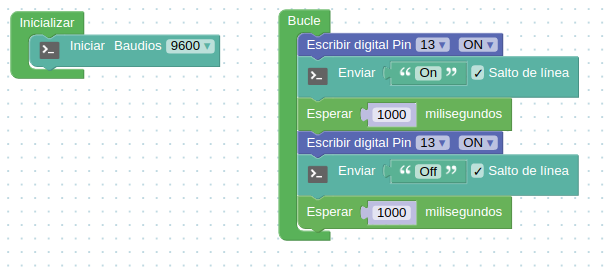 Inicializar
Iniciar Baudios 9600
Bucle
Escribir digital Pin 13 ON
Enviar “ On ” ✓ Salto de línea
Esperar 1000 milisegundos
Escribir digital Pin 13 ON
Enviar “ Off ” ✓ Salto de línea
Esperar 1000 milisegundos